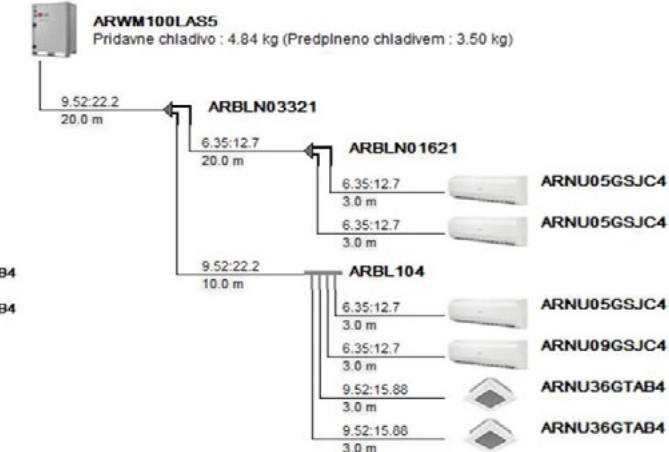 ARWM100LAS5
Pridavne chladivo : 4.84 kg (Predplneno chladivem : 3.50 kg)
9.52:22.2
20.0 m
ARBLN03321
6.35:12.7
20.0 m
ARBLN01621
6.35:12.7
3.0 m
ARNU05GSJC4
6.35:12.7
3.0 m
ARNU05GSJC4
9.52:22.2
10.0 m
ARBL104
B4
B4
6.35:12.7
3.0 m
ARNU05GSJC4
6.35:12.7
3.0 m
ARNU09GSJC4
9.52:15.88
3.0 m
ARNU36GTAB4
9.52:15.88
3.0 m
ARNU36GTAB4